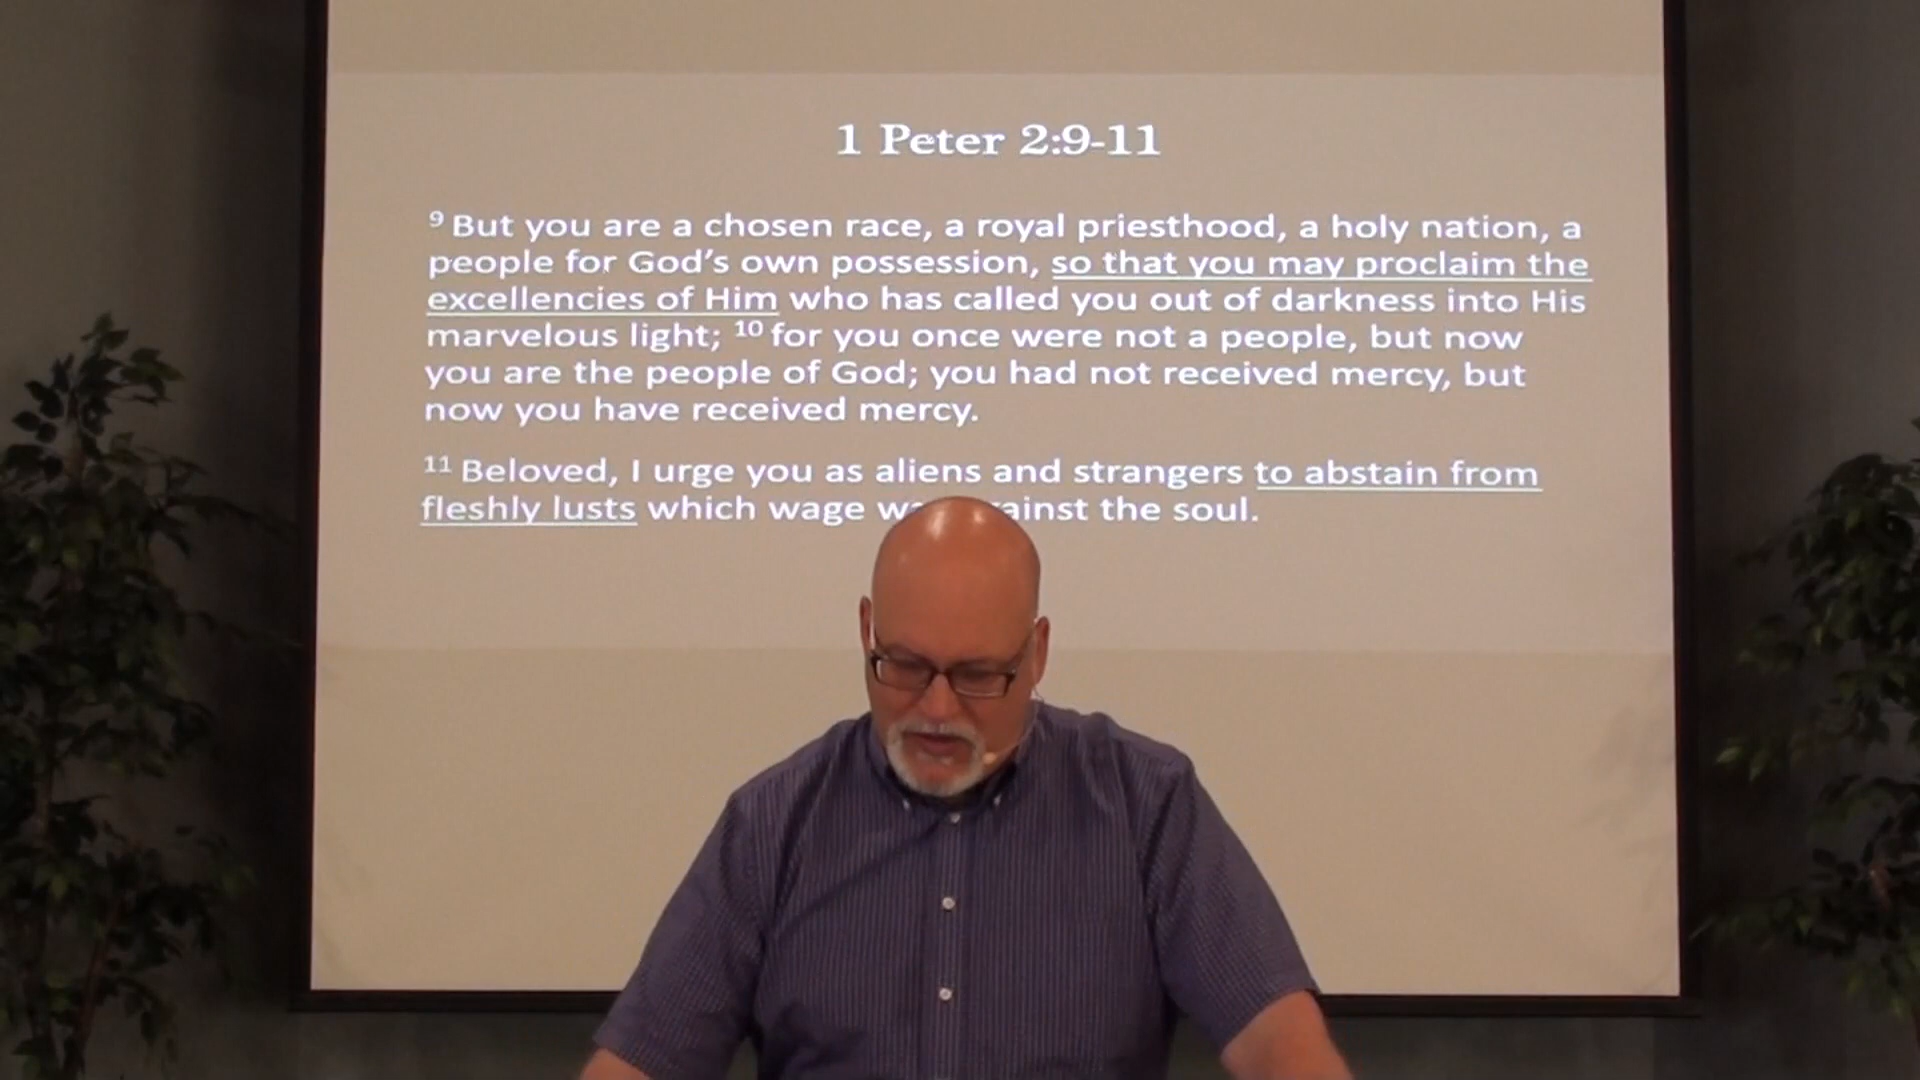 1 Peter 2:9-11
9 But you are a chosen race, a royal priesthood, a holy nation, a
people for God's own possession, so that you may proclaim the
excellencies of Him who has called you out of darkness into His
marvelous light; 10 for you once were not a people, but now
you are the people of God; you had not received mercy, but
now you have received mercy.
11 Beloved, I urge you as aliens and strangers to abstain from
fleshly lusts which wage the soul.